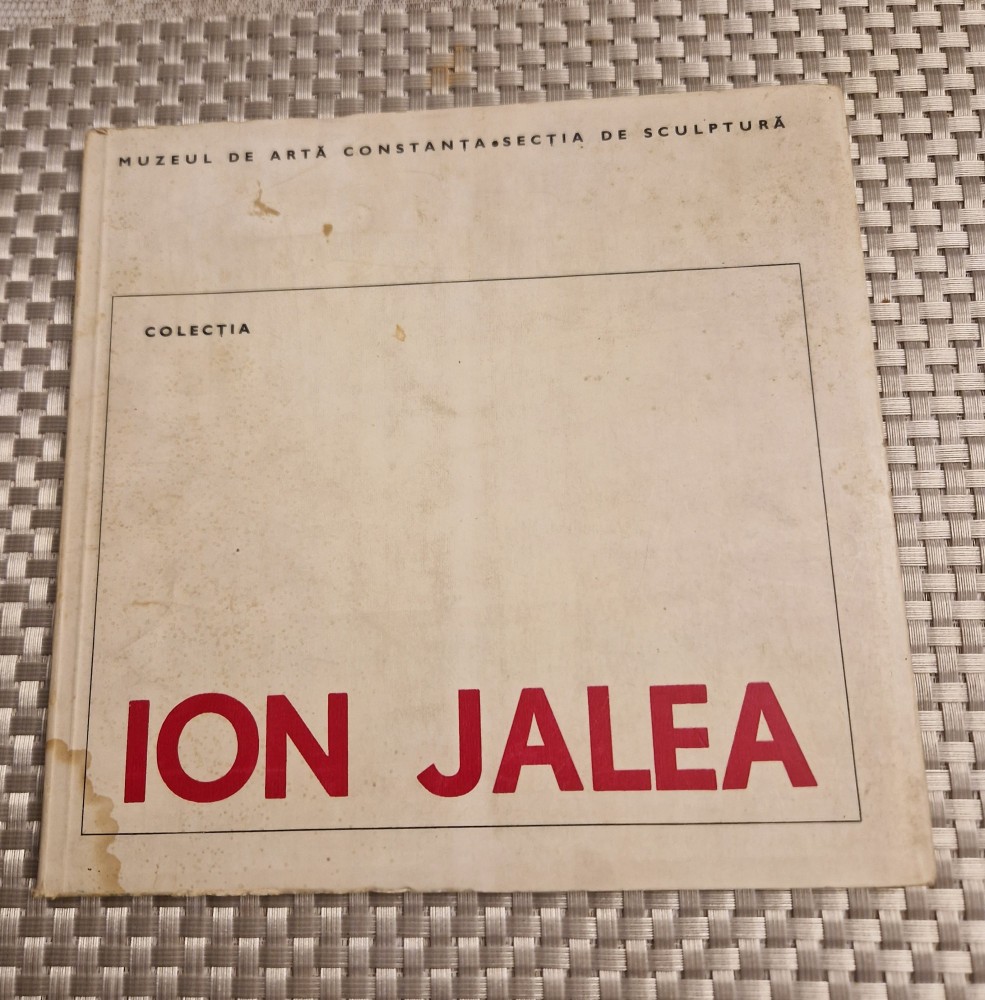 MUZEUL DE ARTĂ CONSTANȚA•SECȚIA DE SCULPTURĂ
COLECȚIA
ION JALEA